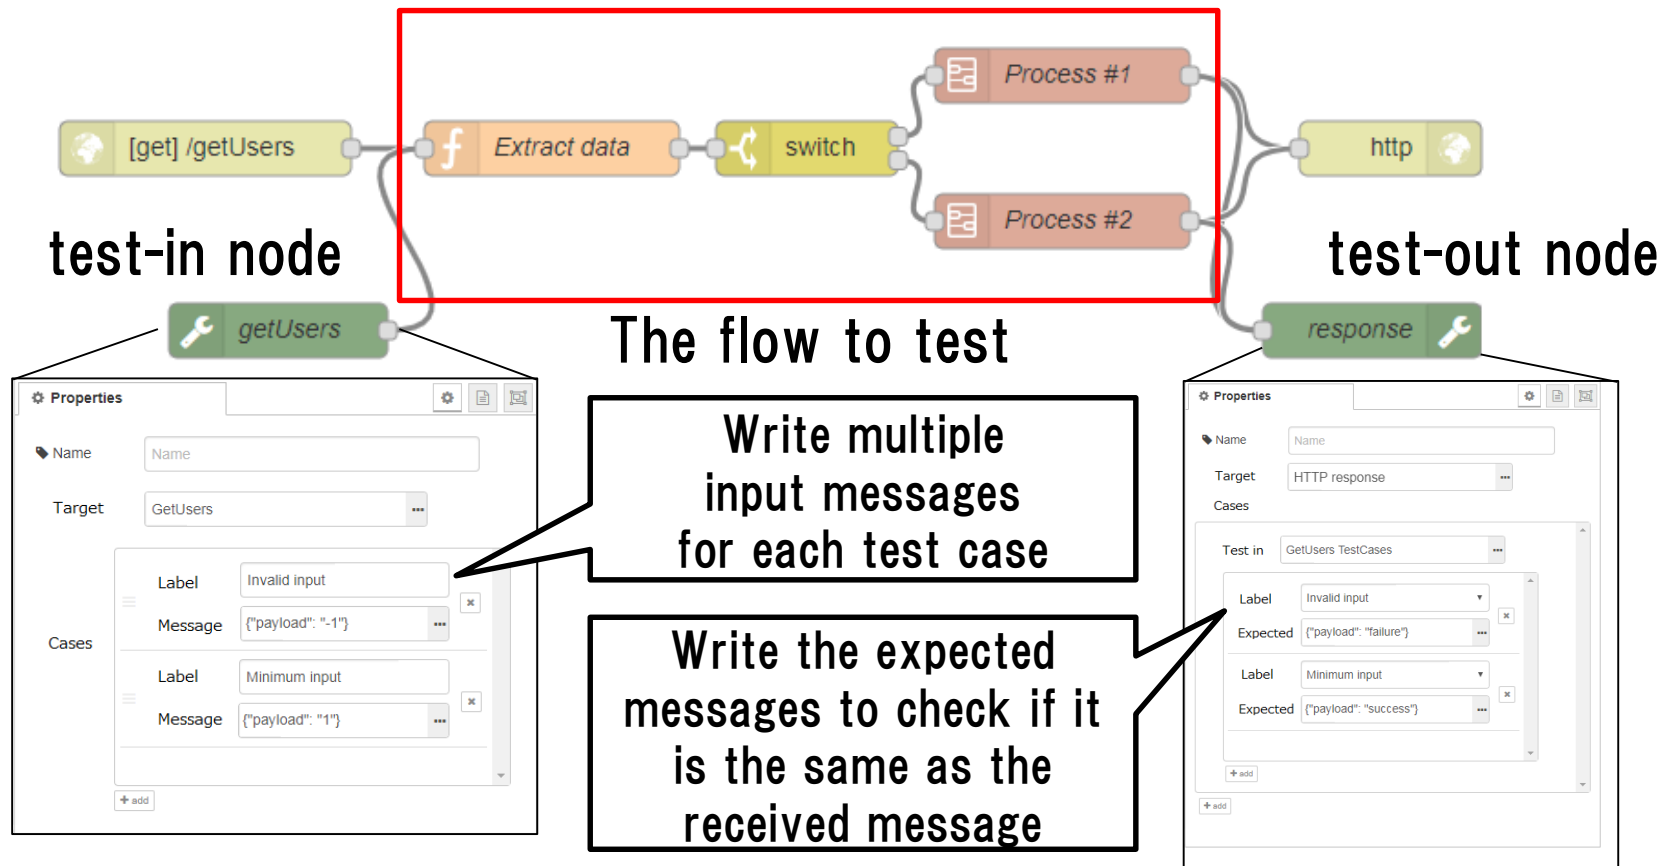 [get] /getUsers
Extract data
switch
Process #1
Process #2
http
test-in node
test-out node
getUsers
response
The flow to test
Properties
Name
Name
Target
GetUsers
Cases
Label
Invalid input
Message
{"payload": "-1"}
Label
Minimum input
Message
{"payload": "1"}
add
Write multiple
input messages
for each test case
Write the expected
messages to check if it
is the same as the
received message
Properties
Name
Name
Target
HTTP response
Cases
Test in
GetUsers TestCases
Label
Invalid input
Expected
{"payload": "failure"}
Label
Minimum input
Expected
{"payload": "success"}
add
add